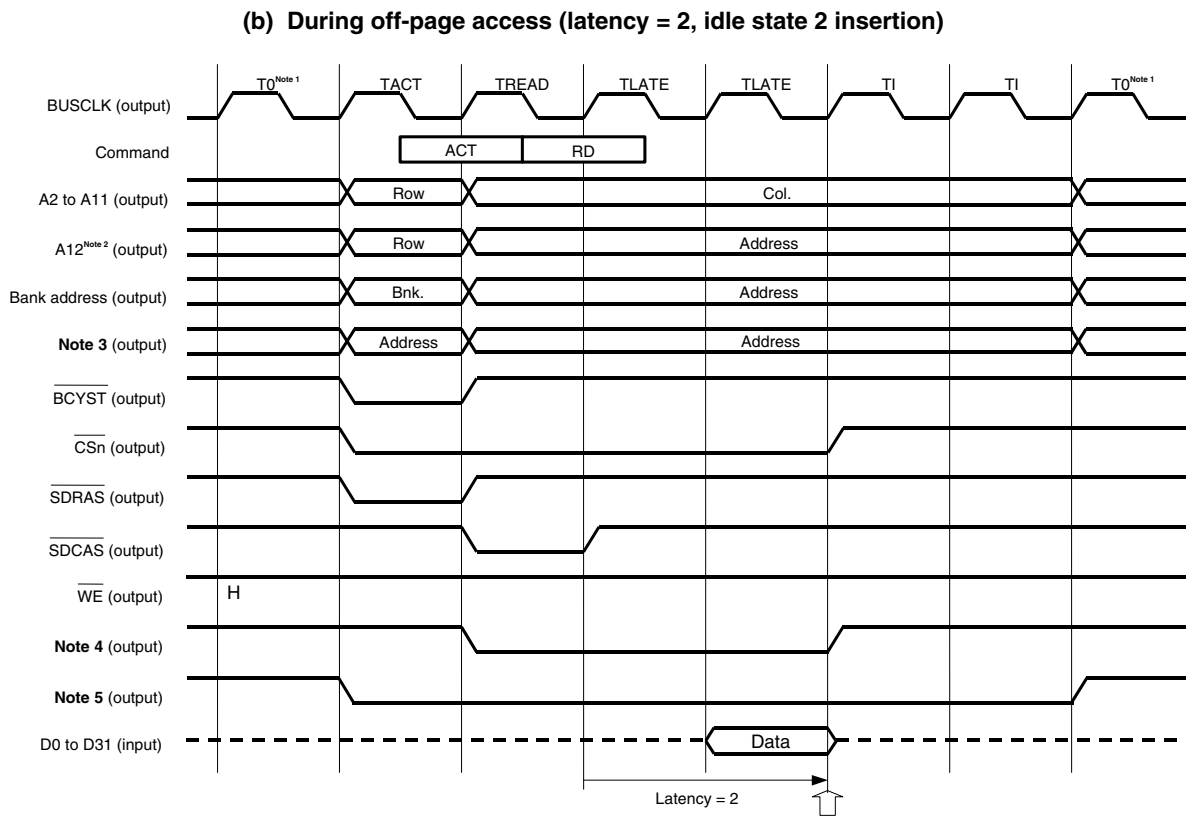 (b) During off-page access (latency = 2, idle state 2 insertion)
T0Note 1 TACT TREAD TLATE TLATE TI TI T0Note 1
BUSCLK (output)
Command ACT RD
A2 to A11 (output) Row Col.
A12Note 2 (output) Row Address
Bank address (output) Bnk. Address
Note 3 (output) Address Address
BCYST (output)
CSn (output)
SDRAS (output)
SDCAS (output)
WE (output) H
Note 4 (output)
Note 5 (output)
D0 to D31 (input) Data
Latency = 2